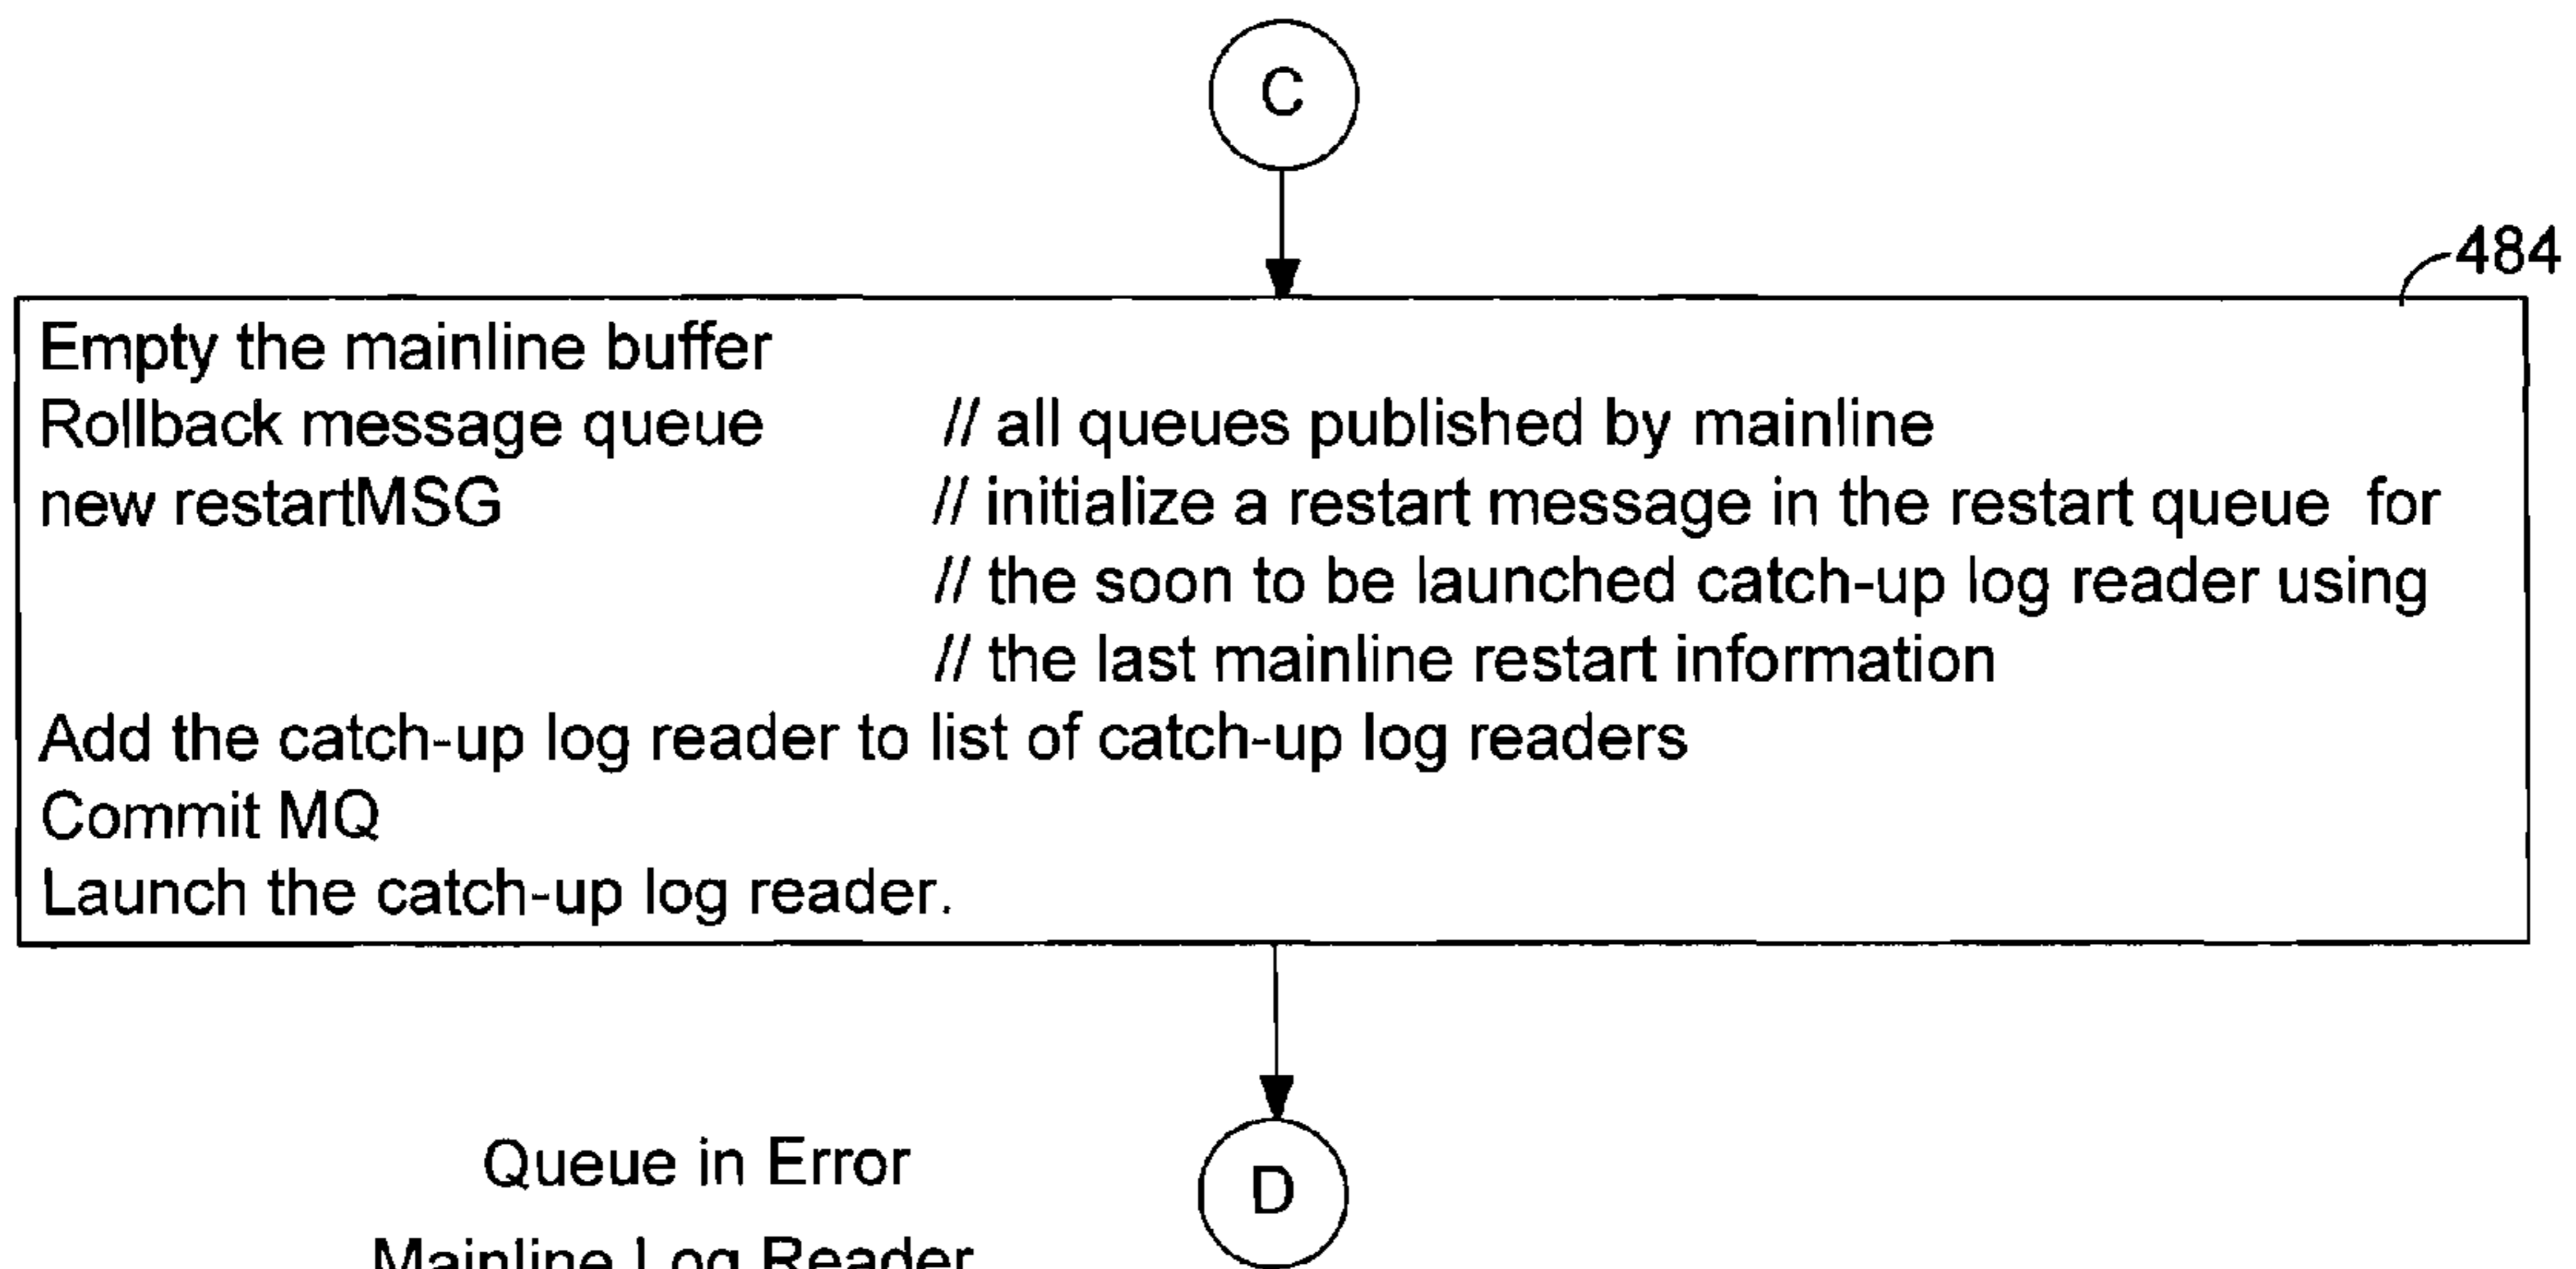 C
484
Empty the mainline buffer
Rollback message queue // all queues published by mainline
new restartMSG // initialize a restart message in the restart queue for
// the soon to be launched catch-up log reader using
// the last mainline restart information
Add the catch-up log reader to list of catch-up log readers
Commit MQ
Launch the catch-up log reader.
Queue in Error
D
Mainline Log Reader